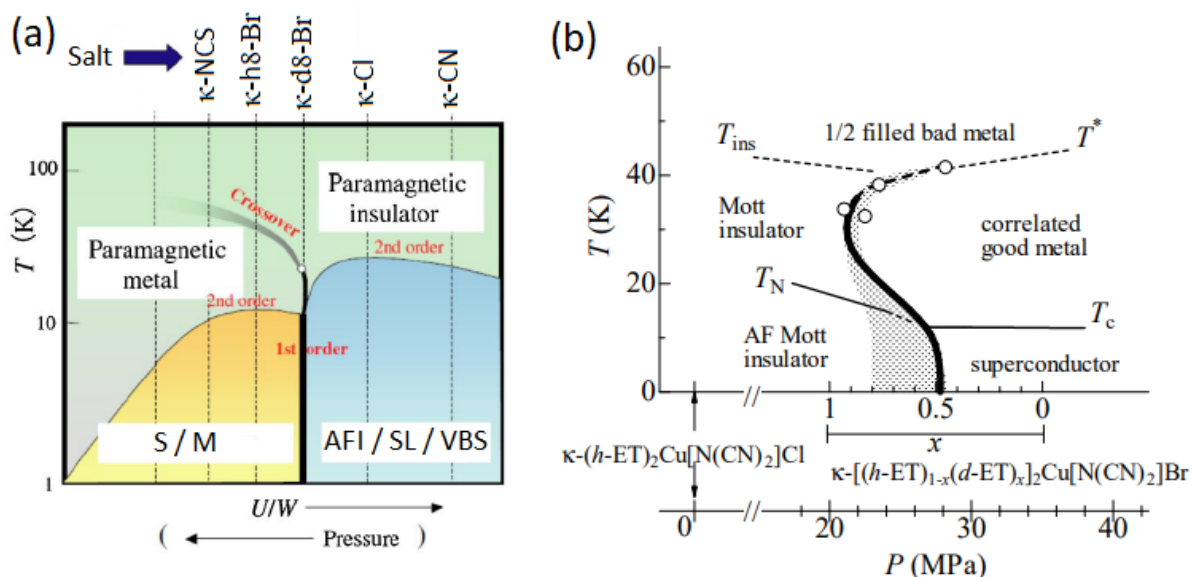 (a)
Salt
κ-NCS
κ-h8-Br
κ-d8-Br
κ-Cl
κ-CN
T (K)
100
10
1
Paramagnetic
insulator
Crossover
2nd order
Paramagnetic
metal
2nd order
1st order
S / M
AFI / SL / VBS
U/W
( Pressure )
(b)
T (K)
60
40
20
0
T_ins
1/2 filled bad metal
T*
Mott
insulator
correlated
good metal
T_N
T_c
AF Mott
insulator
superconductor
1 0.5 0
x
κ-(h-ET)₂Cu[N(CN)₂]Cl
κ-[(h-ET)₁₋ₓ(d-ET)ₓ]₂Cu[N(CN)₂]Br
0 20 30 40
P (MPa)